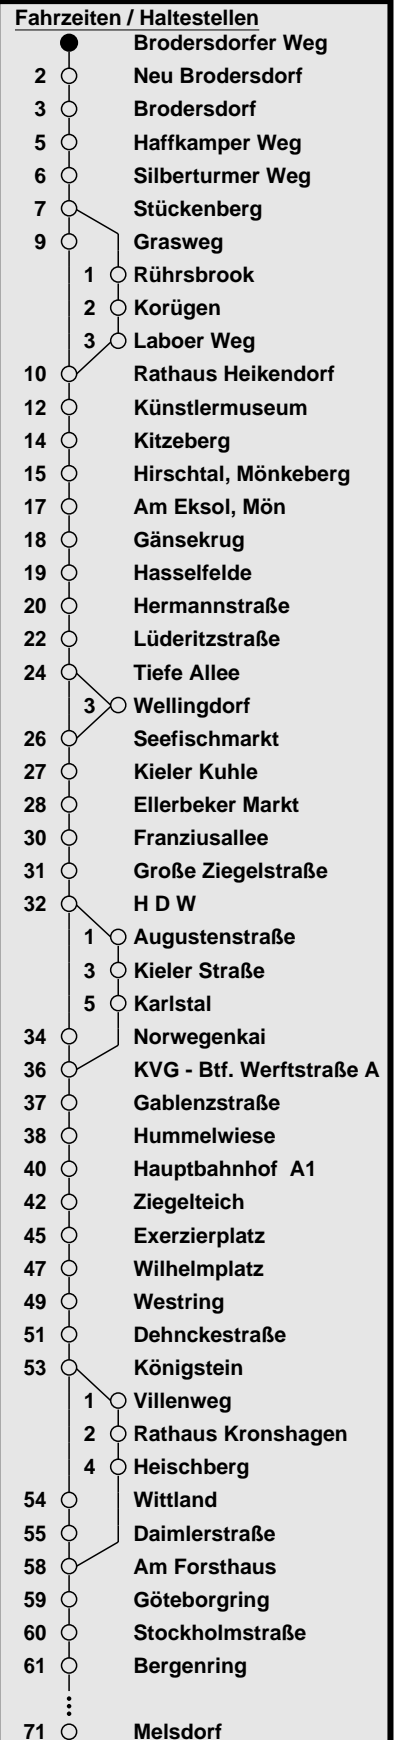 Fahrzeiten / Haltestellen
Brodersdorfer Weg
2 Neu Brodersdorf
3 Brodersdorf
5 Haffkamper Weg
6 Silberturmer Weg
7 Stückenberg
9 Grasweg
1 Rührsbrook
2 Korügen
3 Laboer Weg
10 Rathaus Heikendorf
12 Künstlermuseum
14 Kitzeberg
15 Hirschtal, Mönkeberg
17 Am Eksol, Mön
18 Gänsekrug
19 Hasselfelde
20 Hermannstraße
22 Lüderitzstraße
24 Tiefe Allee
3 Wellingdorf
26 Seefischmarkt
27 Kieler Kuhle
28 Ellerbeker Markt
30 Franziusallee
31 Große Ziegelstraße
32 H D W
1 Augustenstraße
3 Kieler Straße
5 Karlstal
34 Norwegenkai
36 KVG - Btf. Werftstraße A
37 Gablenzstraße
38 Hummelwiese
40 Hauptbahnhof A1
42 Ziegelteich
45 Exerzierplatz
47 Wilhelmplatz
49 Westring
51 Dehnckestraße
53 Königstein
1 Villenweg
2 Rathaus Kronshagen
4 Heischberg
54 Wittland
55 Daimlerstraße
58 Am Forsthaus
59 Göteborgring
60 Stockholmstraße
61 Bergenring
71 Melsdorf